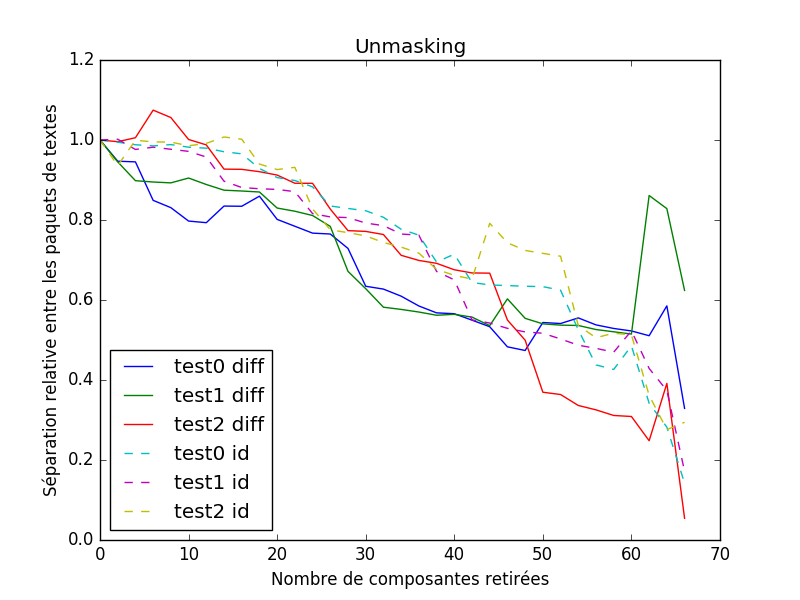 Unmasking
1.2
1.0
0.8
0.6
0.4
0.2
0.0
Séparation relative entre les paquets de textes
test0 diff
test1 diff
test2 diff
test0 id
test1 id
test2 id
0 10 20 30 40 50 60 70
Nombre de composantes retirées